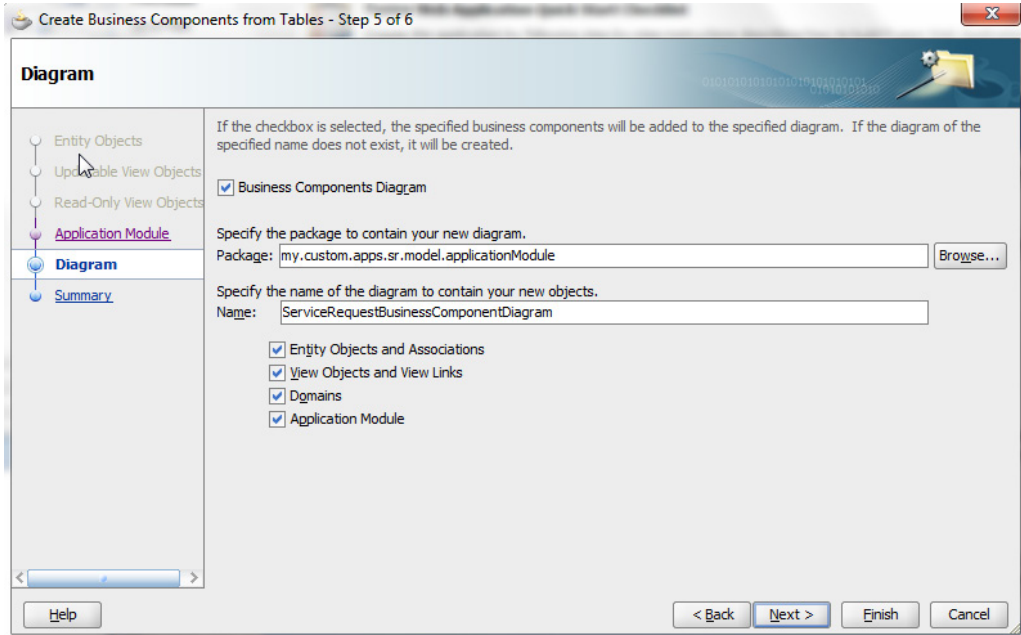 Create Business Components from Tables - Step 5 of 6
Diagram
Entity Objects
View Objects
Read-Only View Objects
Application Module
Diagram
Summary
If the checkbox is selected, the specified business components will be added to the specified diagram. If the diagram of the
specified name does not exist, it will be created.
Business Components Diagram
Specify the package to contain your new diagram.
Package: my.custom.apps.sr.model.applicationModule Browse...
Specify the name of the diagram to contain your new objects.
Name: ServiceRequestBusinessComponentDiagram
Entity Objects and Associations
View Objects and View Links
Domains
Application Module
Help < Back Next > Finish Cancel